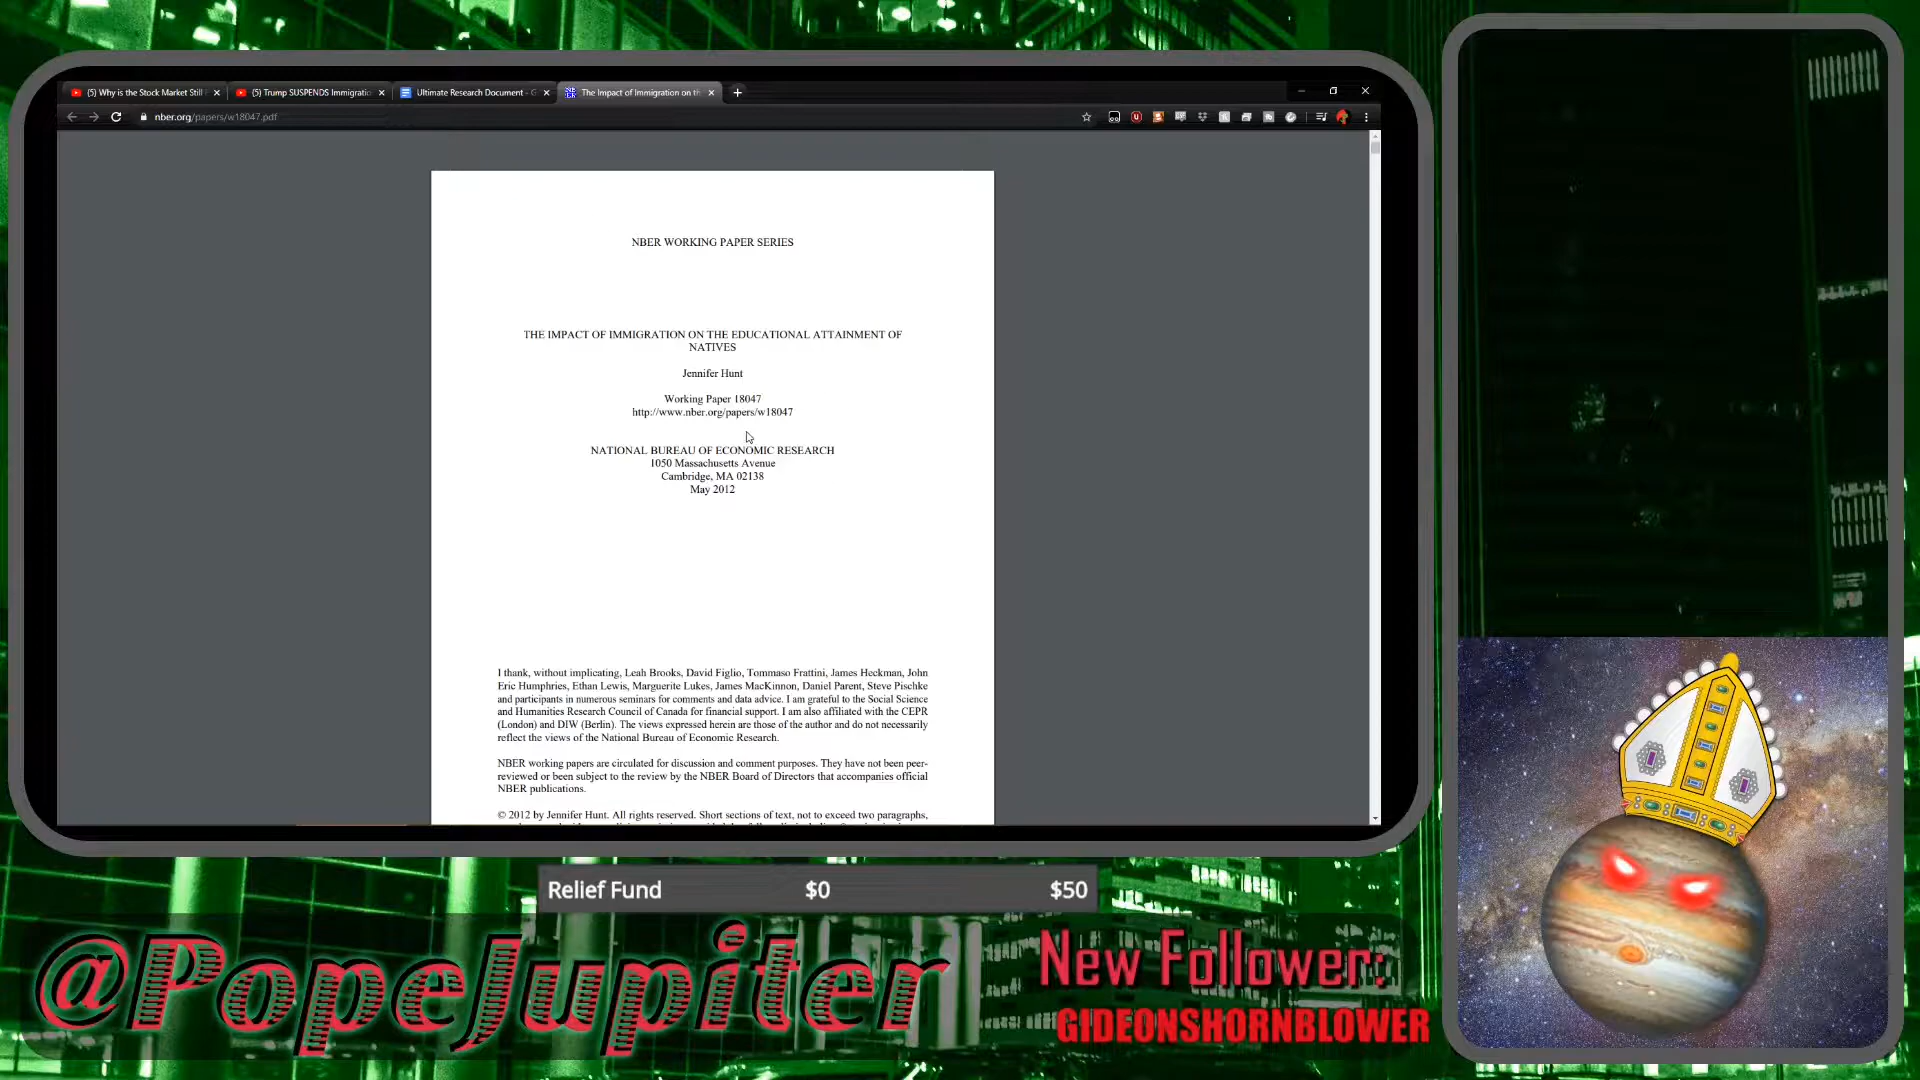 (5) Why is the Stock Market Still
(5) Trump SUSPENDS Immigratio
Ultimate Research Document - G
The Impact of Immigration on th
nber.org/papers/w18047.pdf
NBER WORKING PAPER SERIES
THE IMPACT OF IMMIGRATION ON THE EDUCATIONAL ATTAINMENT OF
NATIVES
Jennifer Hunt
Working Paper 18047
http://www.nber.org/papers/w18047
NATIONAL BUREAU OF ECONOMIC RESEARCH
1050 Massachusetts Avenue
Cambridge, MA 02138
May 2012
I thank, without implicating, Leah Brooks, David Figlio, Tommaso Frattini, James Heckman, John
Eric Humphries, Ethan Lewis, Marguerite Lukes, James MacKinnon, Daniel Parent, Steve Pischke
and participants in numerous seminars for comments and data advice. I am grateful to the Social Science
and Humanities Research Council of Canada for financial support. I am also affiliated with the CEPR
(London) and DIW (Berlin). The views expressed herein are those of the author and do not necessarily
reflect the views of the National Bureau of Economic Research.
NBER working papers are circulated for discussion and comment purposes. They have not been peer-
reviewed or been subject to the review by the NBER Board of Directors that accompanies official
NBER publications.
© 2012 by Jennifer Hunt. All rights reserved. Short sections of text, not to exceed two paragraphs,
Relief Fund $0 $50
@PopeJupiter
New Follower:
GIDEONSHORNBLOWER